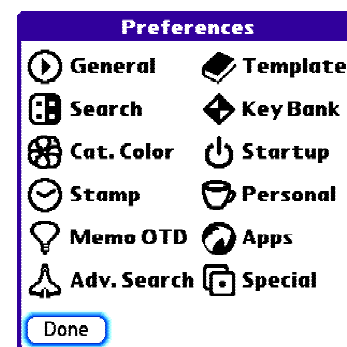 Preferences
General Template
Search Key Bank
Cat. Color Startup
Stamp Personal
Memo OTD Apps
Adv. Search Special
Done